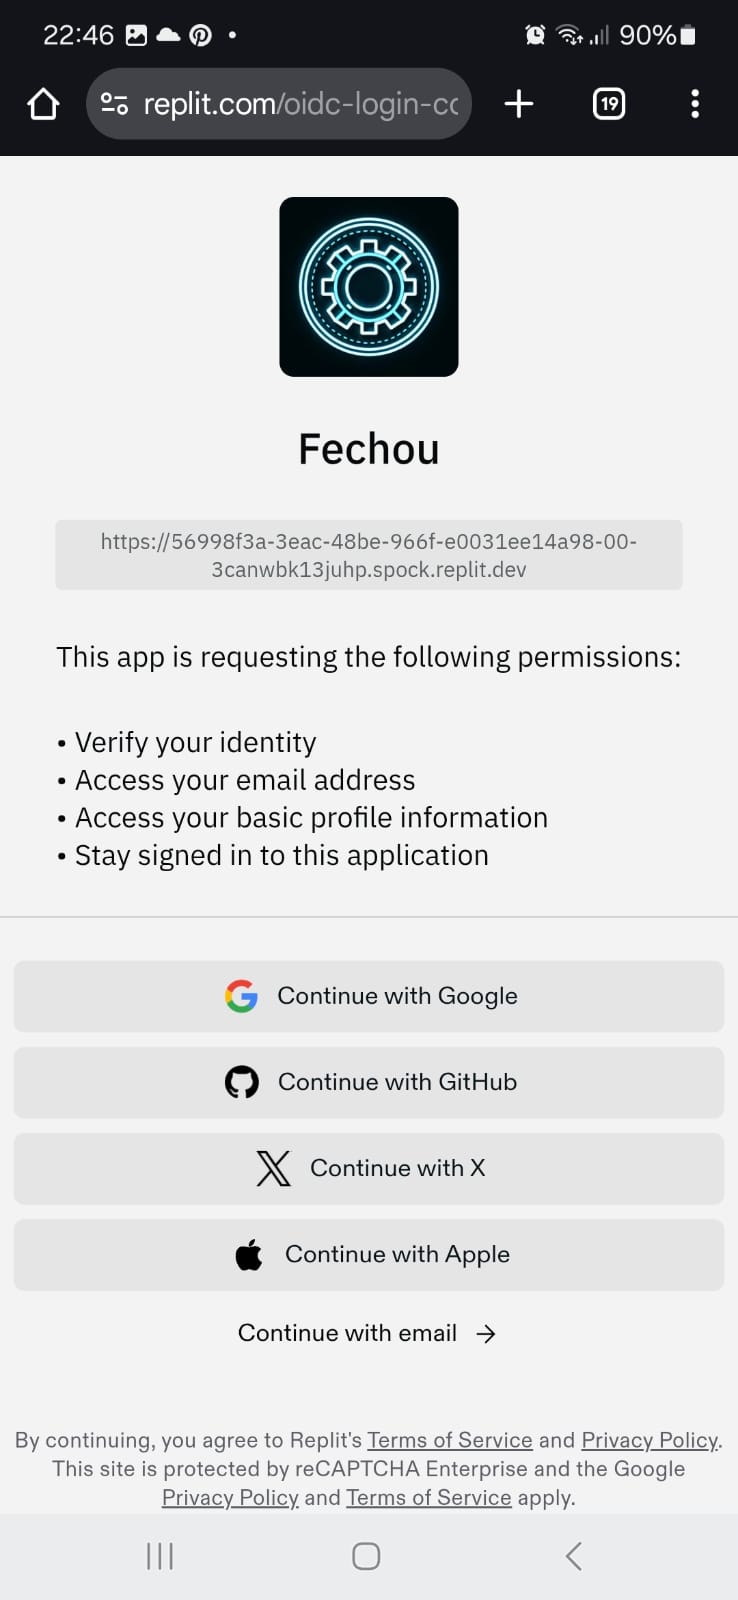 22:46
90%
replit.com/oidc-login-cc
19
Fechou
https://56998f3a-3eac-48be-966f-e0031ee14a98-00-
3canwbk13juhp.spock.replit.dev
This app is requesting the following permissions:
• Verify your identity
• Access your email address
• Access your basic profile information
• Stay signed in to this application
Continue with Google
Continue with GitHub
Continue with X
Continue with Apple
Continue with email →
By continuing, you agree to Replit's Terms of Service and Privacy Policy.
This site is protected by reCAPTCHA Enterprise and the Google
Privacy Policy and Terms of Service apply.